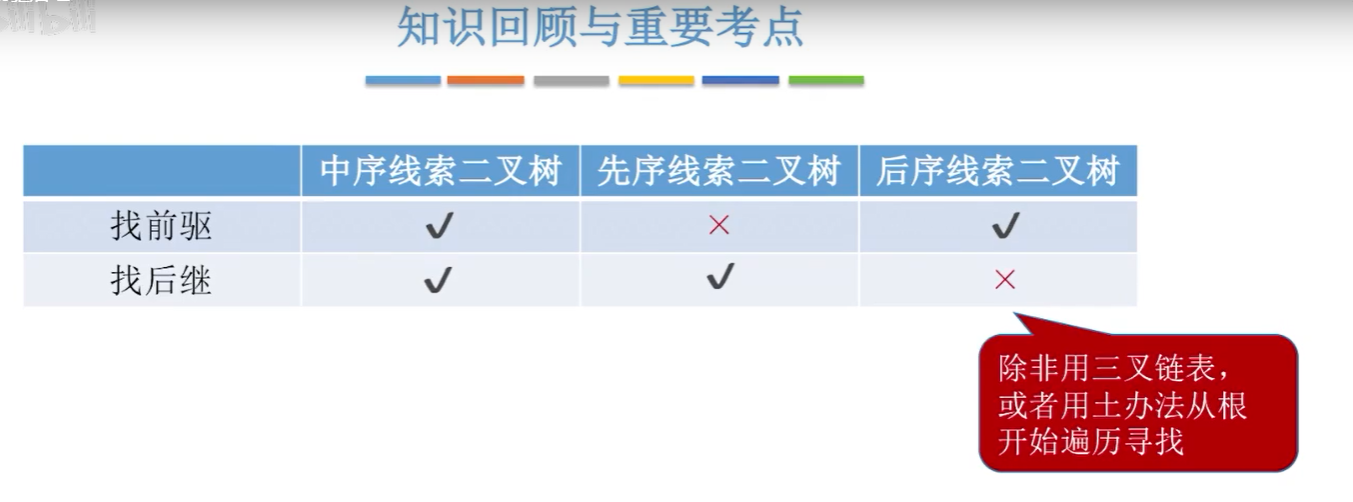 知识回顾与重要考点
中序线索二叉树 先序线索二叉树 后序线索二叉树
找前驱 ✓ × ✓
找后继 ✓ ✓ ×
除非用三叉链表，
或者用土办法从根
开始遍历寻找